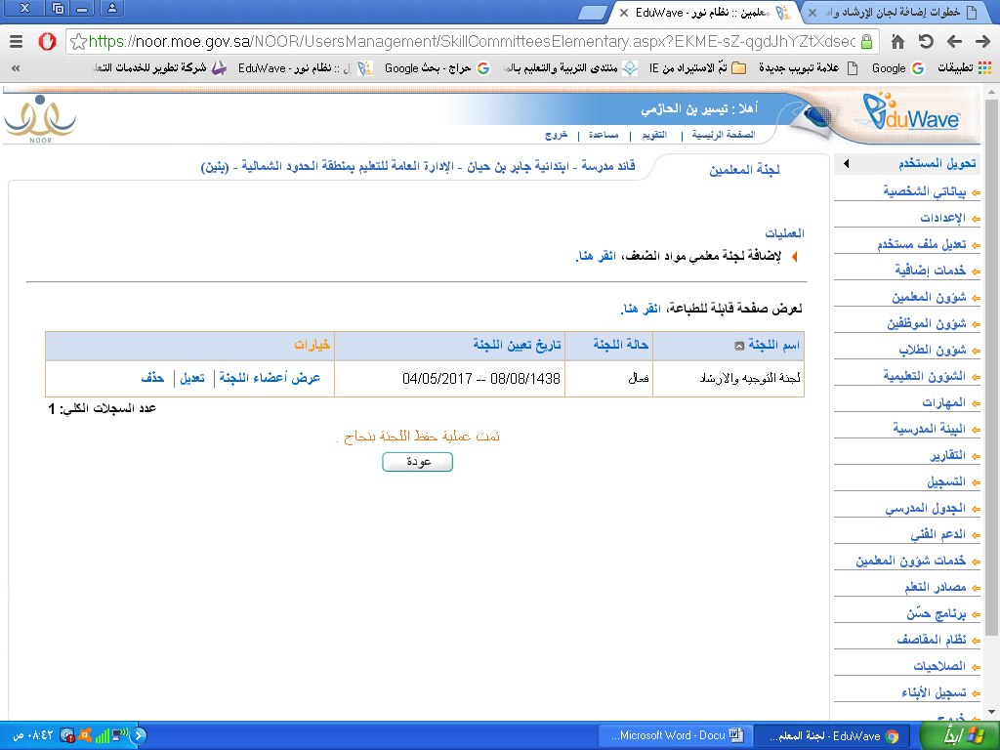 خطوات إضافة لجان الإرشاد وا
معلمين :: نظام نور - EduWave
https://noor.moe.gov.sa/NOOR/UsersManagement/SkillCommitteesElementary.aspx?EKME-sZ-qgdJhYZtXdsec
تطبيقات
Google
علامة تبويب جديدة
تمّ الاستيراد من IE
منتدى التربية والتعليم بالم
حراج - بحث Google
ل :: نظام نور - EduWave
شركة تطوير للخدمات التعل
»
EduWave
أهلا : تيسير بن الحازمي
الصفحة الرئيسية | التقويم | مساعدة | خروج
NOOR
تحويل المستخدم
بياناتي الشخصية
الإعدادات
تعديل ملف مستخدم
خدمات إضافية
شؤون المعلمين
شؤون الموظفين
شؤون الطلاب
الشؤون التعليمية
المهارات
البيئة المدرسية
التقارير
التسجيل
الجدول المدرسي
الدعم الفني
خدمات شؤون المعلمين
مصادر التعلم
برنامج حسّن
نظام المقاصف
الصلاحيات
تسجيل الأبناء
خروج
لجنة المعلمين
قائد مدرسة - ابتدائية جابر بن حيان - الإدارة العامة للتعليم بمنطقة الحدود الشمالية - (بنين)
العمليات
لإضافة لجنة معلمي مواد الضعف، انقر هنا.
لعرض صفحة قابلة للطباعة، انقر هنا.
اسم اللجنة حالة اللجنة تاريخ تعيين اللجنة خيارات
لجنة التوجيه والارشاد فعال 08/08/1438 -- 04/05/2017 عرض أعضاء اللجنة | تعديل | حذف
عدد السجلات الكلي: 1
تمت عملية حفظ اللجنة بنجاح .
عودة
ابدأ
EduWave - لجنة المعلم...
Microsoft Word - Docu...
٠٨:٤٢ ص